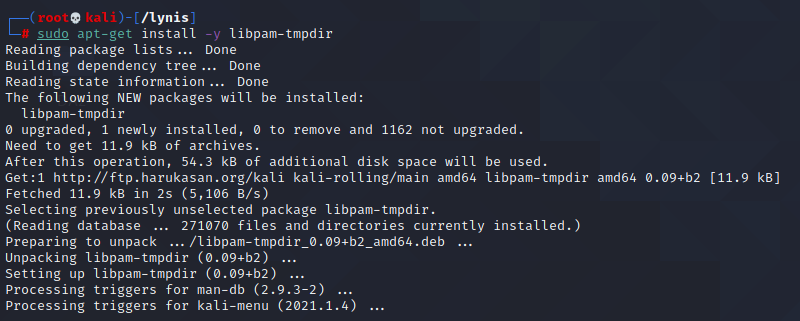 (root💀kali)-[/lynis]
# sudo apt-get install -y libpam-tmpdir
Reading package lists... Done
Building dependency tree... Done
Reading state information... Done
The following NEW packages will be installed:
  libpam-tmpdir
0 upgraded, 1 newly installed, 0 to remove and 1162 not upgraded.
Need to get 11.9 kB of archives.
After this operation, 54.3 kB of additional disk space will be used.
Get:1 http://ftp.harukasan.org/kali kali-rolling/main amd64 libpam-tmpdir amd64 0.09+b2 [11.9 kB]
Fetched 11.9 kB in 2s (5,106 B/s)
Selecting previously unselected package libpam-tmpdir.
(Reading database ... 271070 files and directories currently installed.)
Preparing to unpack .../libpam-tmpdir_0.09+b2_amd64.deb ...
Unpacking libpam-tmpdir (0.09+b2) ...
Setting up libpam-tmpdir (0.09+b2) ...
Processing triggers for man-db (2.9.3-2) ...
Processing triggers for kali-menu (2021.1.4) ...